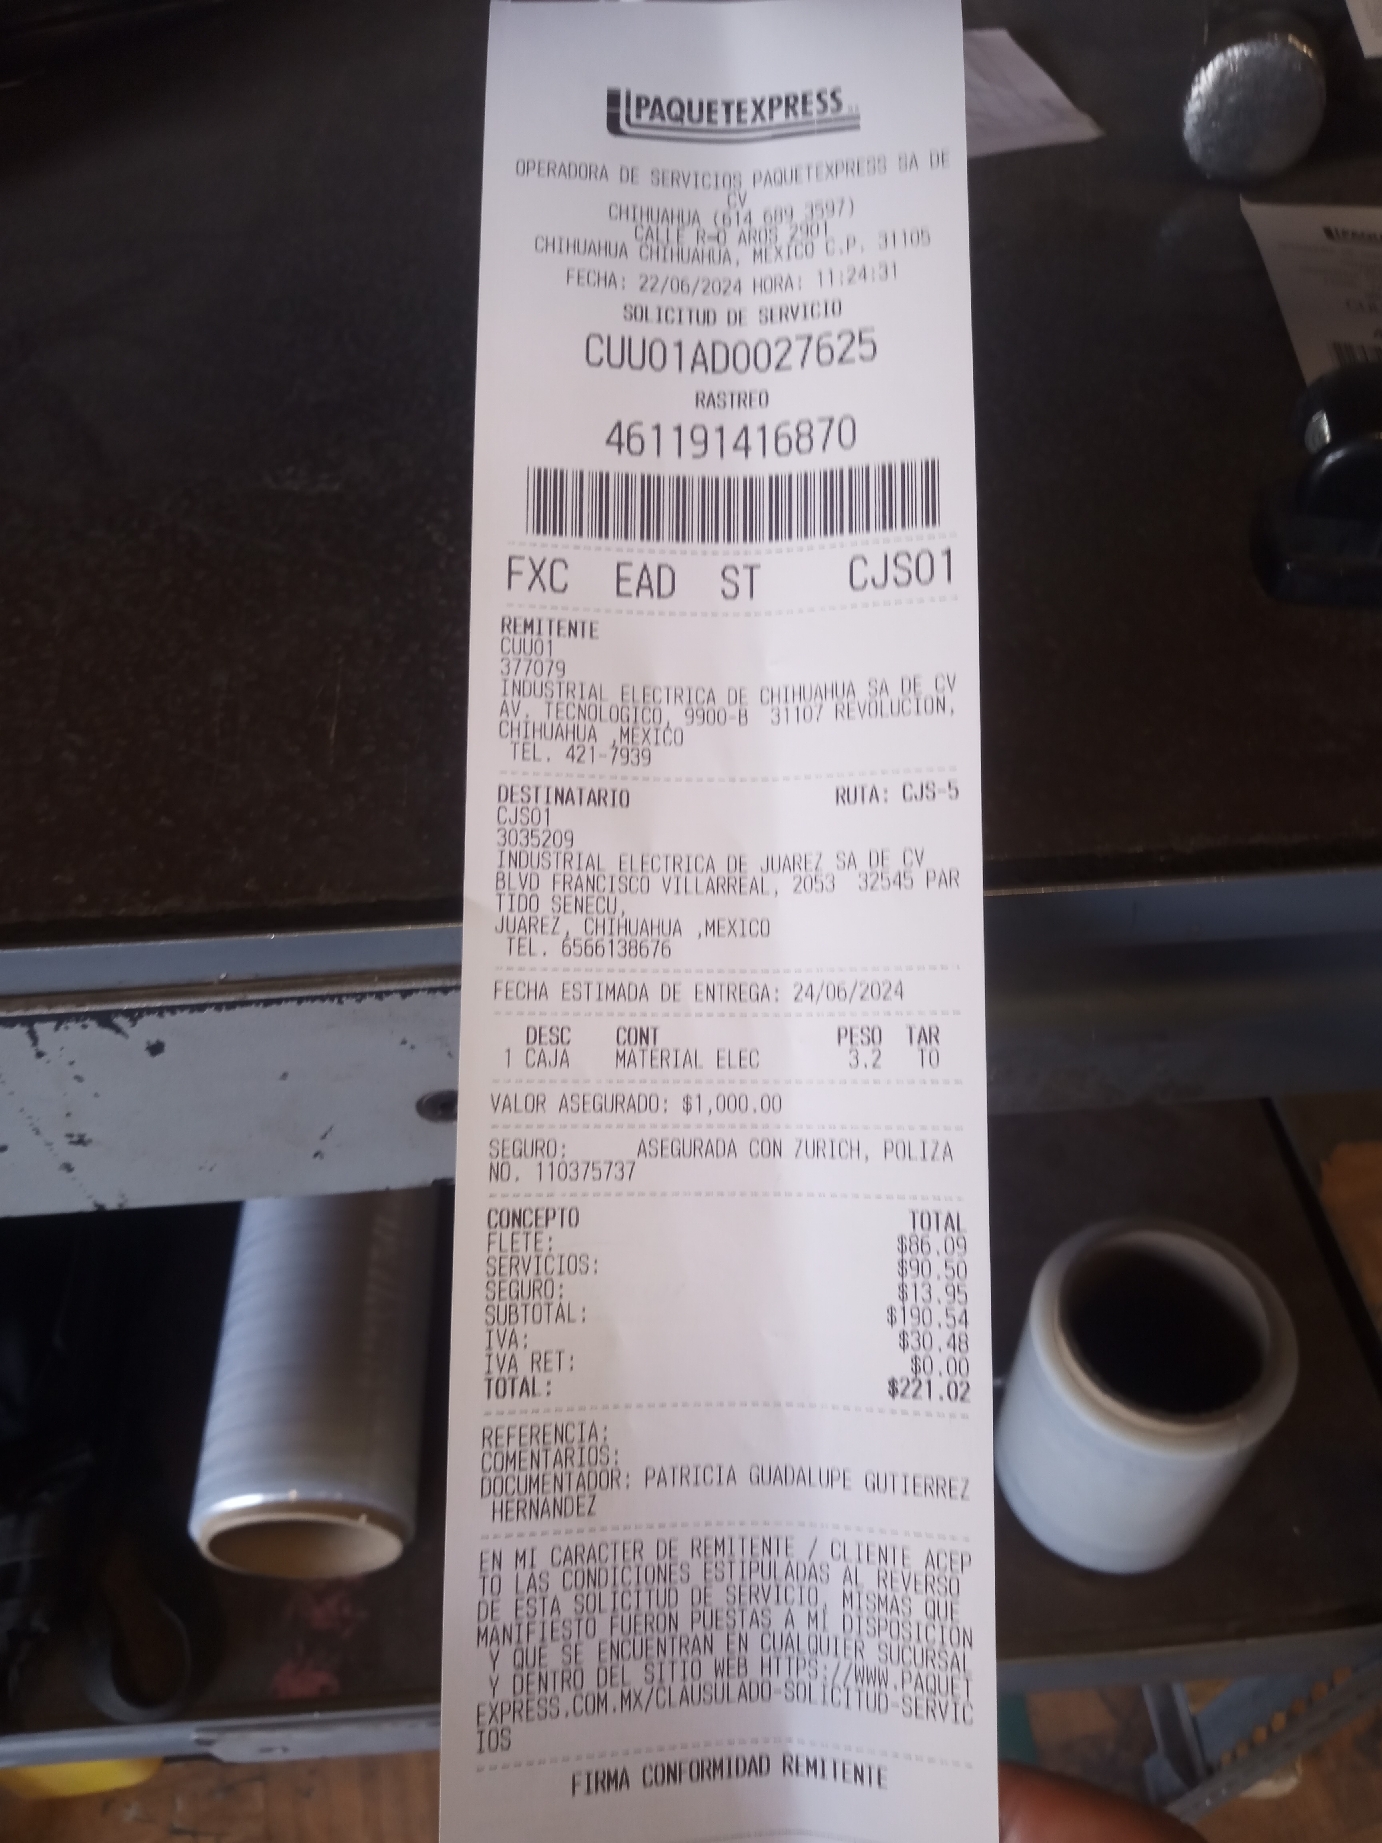 PAQUETEXPRESS
OPERADORA DE SERVICIOS PAQUETEXPRESS SA DE
CV
CHIHUAHUA (614 689 3597)
CALLE R=O AROS 2901
CHIHUAHUA CHIHUAHUA, MEXICO C.P. 31105
FECHA: 22/06/2024 HORA: 11:24:31
SOLICITUD DE SERVICIO
CUU01AD0027625
RASTREO
461191416870
FXC EAD ST CJS01
REMITENTE
CUU01
377079
INDUSTRIAL ELECTRICA DE CHIHUAHUA SA DE CV
AV. TECNOLOGICO, 9900-B 31107 REVOLUCION,
CHIHUAHUA ,MEXICO
TEL. 421-7939
DESTINATARIO RUTA: CJS-5
CJS01
3035209
INDUSTRIAL ELECTRICA DE JUAREZ SA DE CV
BLVD FRANCISCO VILLARREAL, 2053 32545 PAR
TIDO SENECU,
JUAREZ, CHIHUAHUA ,MEXICO
TEL. 6566138676
FECHA ESTIMADA DE ENTREGA: 24/06/2024
DESC CONT PESO TAR
1 CAJA MATERIAL ELEC 3.2 T0
VALOR ASEGURADO: $1,000.00
SEGURO: ASEGURADA CON ZURICH, POLIZA
NO. 110375737
CONCEPTO TOTAL
FLETE: $86.09
SERVICIOS: $90.50
SEGURO: $13.95
SUBTOTAL: $190.54
IVA: $30.48
IVA RET: $0.00
TOTAL: $221.02
REFERENCIA:
COMENTARIOS:
DOCUMENTADOR: PATRICIA GUADALUPE GUTIERREZ
HERNANDEZ
EN MI CARACTER DE REMITENTE / CLIENTE ACEP
TO LAS CONDICIONES ESTIPULADAS AL REVERSO
DE ESTA SOLICITUD DE SERVICIO, MISMAS QUE
MANIFIESTO FUERON PUESTAS A MI DISPOSICION
Y QUE SE ENCUENTRAN EN CUALQUIER SUCURSAL
Y DENTRO DEL SITIO WEB HTTPS://WWW.PAQUET
EXPRESS.COM.MX/CLAUSULADO-SOLICITUD-SERVIC
IOS
FIRMA CONFORMIDAD REMITENTE